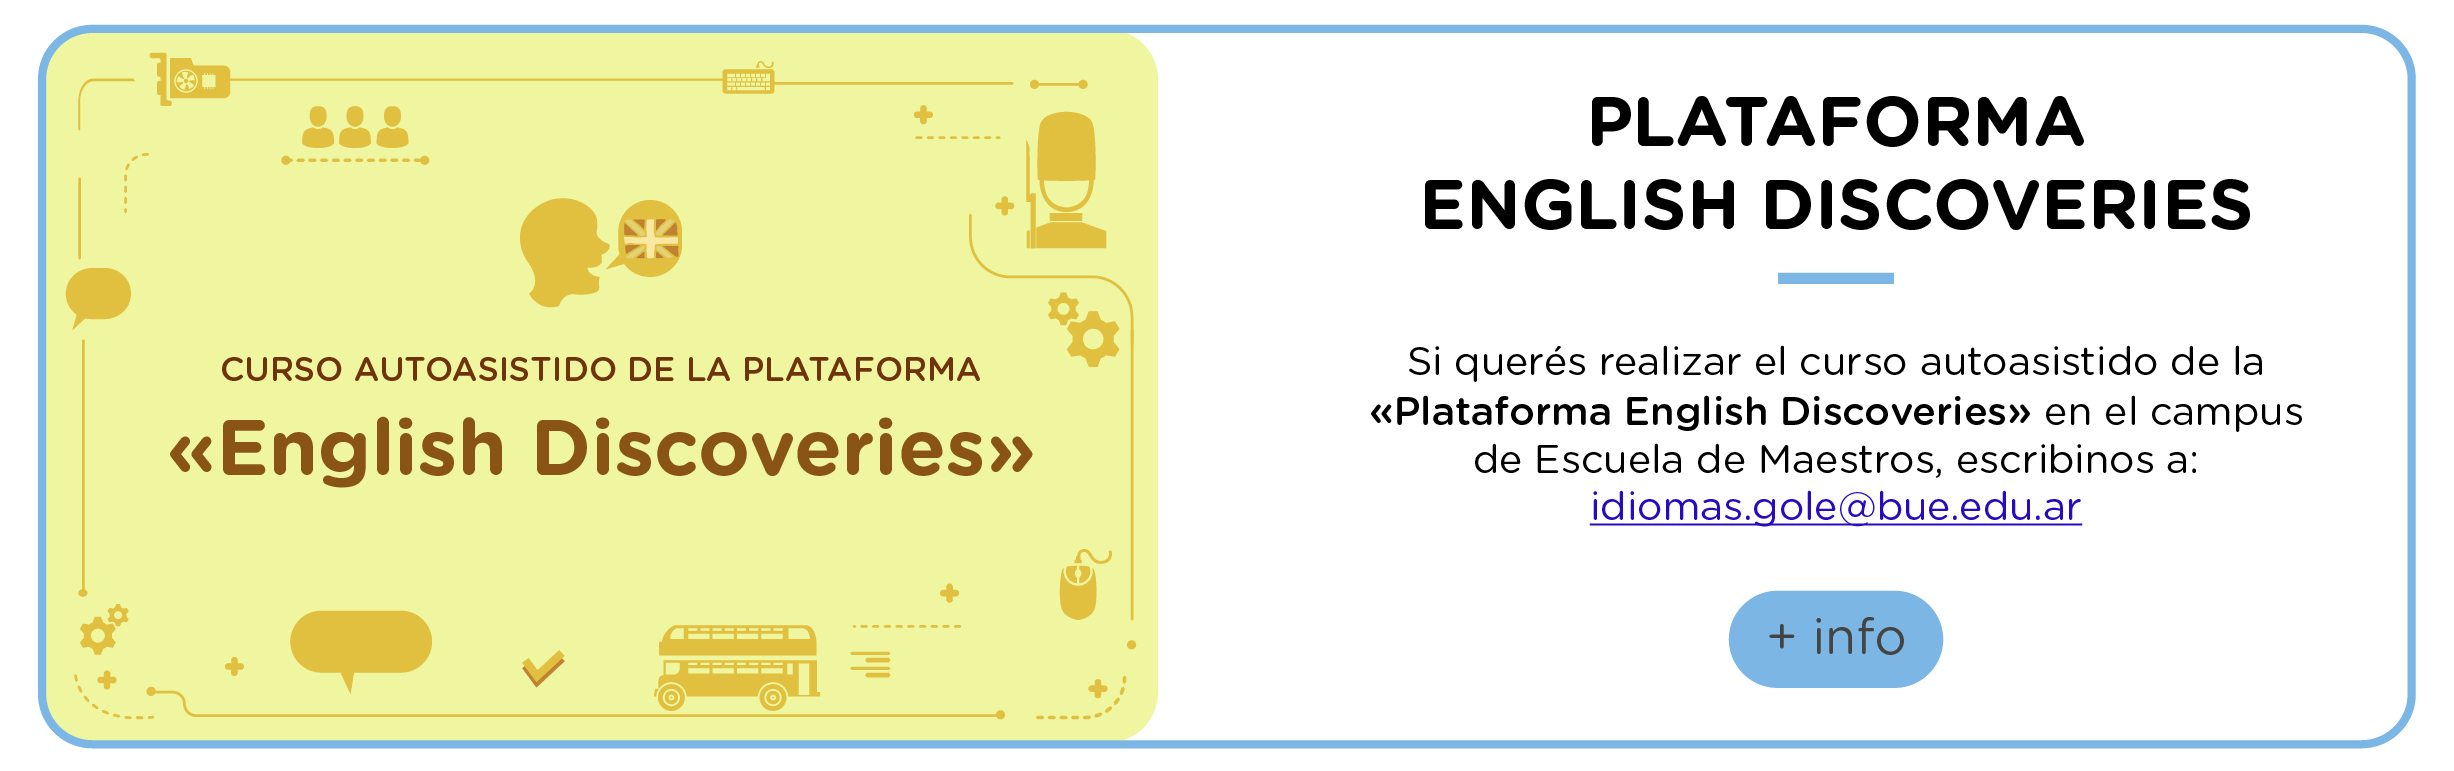 CURSO AUTOASISTIDO DE LA PLATAFORMA
«English Discoveries»
PLATAFORMA
ENGLISH DISCOVERIES
Si querés realizar el curso autoasistido de la
«Plataforma English Discoveries» en el campus
de Escuela de Maestros, escribinos a:
idiomas.gole@bue.edu.ar
+ info